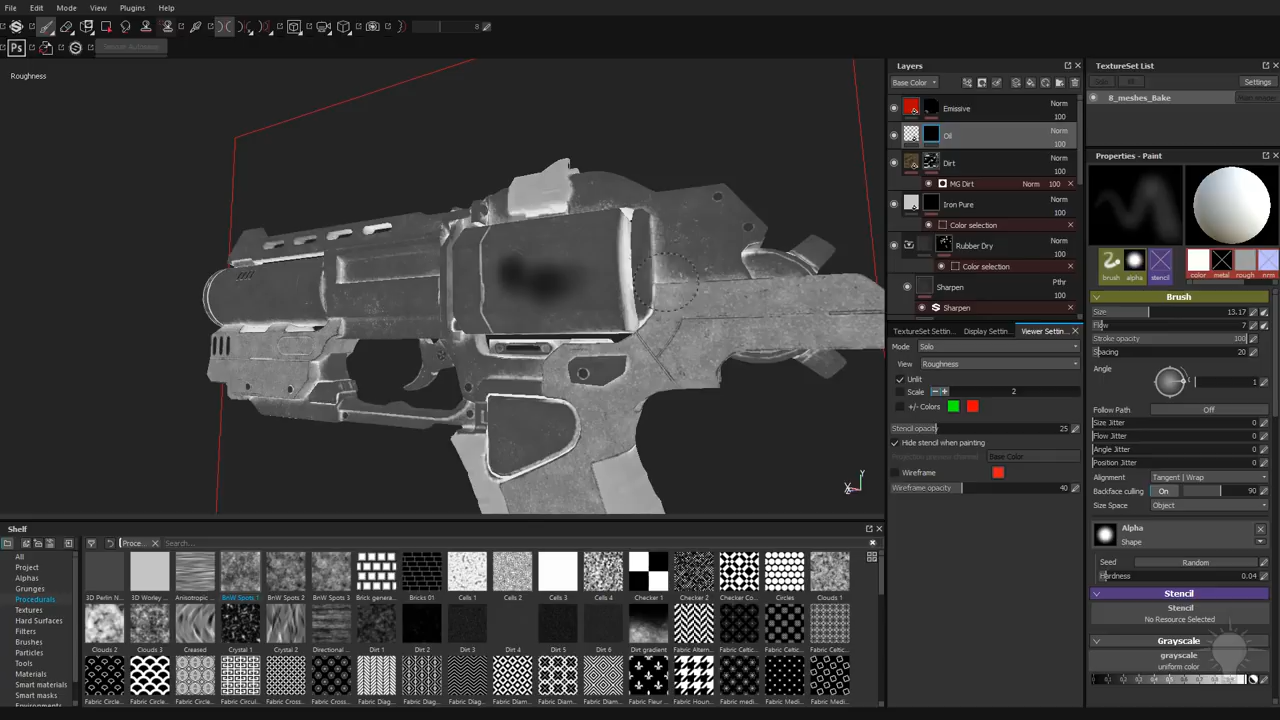 File Edit Mode View Plugins Help
8
Ps
Roughness
Layers
Base Color
Emissive Norm 100
Oil Norm 100
Dirt Norm 100
MG Dirt Norm 100
Iron Pure Norm 100
Color selection
Rubber Dry Norm 100
Color selection
Sharpen Pthr 100
Sharpen
TextureSet Settin.. Display Settin.. Viewer Settin..
Mode Solo
View Roughness
Unlit
Scale 2
+/- Colors
Stencil opacity 25
Hide stencil when painting
Base Color
Wireframe
Wireframe opacity 40
TextureSet List
Settings
8_meshes_Bake
Properties - Paint
brush alpha stencil color metal rough nrm
Brush
Size 13.17
Flow 7
Stroke opacity 100
Spacing 20
Angle 1
Follow Path Off
Size Jitter 0
Flow Jitter 0
Angle Jitter 0
Position Jitter 0
Alignment Tangent | Wrap
Backface culling On 90
Size Space Object
Alpha
Shape
Seed Random
Hardness 0.04
Stencil
Stencil
No Resource Selected
Grayscale
grayscale
uniform color
X Y
Shelf
Proce... Search...
All
Project
Alphas
Grunges
Procedurals
Textures
Hard Surfaces
Filters
Brushes
Particles
Tools
Materials
Smart materials
Smart masks
3D Perlin N... 3D Worley ... Anisotropic ... BnW Spots 1 BnW Spots 2 BnW Spots 3 Brick genera... Bricks 01 Cells 1 Cells 2 Cells 3 Cells 4 Checker 1 Checker 2 Checker Co... Circles Clouds 1
Clouds 2 Clouds 3 Creased Crystal 1 Crystal 2 Directional ... Dirt 1 Dirt 2 Dirt 3 Dirt 4 Dirt 5 Dirt 6 Dirt gradient Fabric Altern... Fabric Celtic... Fabric Celtic... Fabric Celtic...
Fabric Circle... Fabric Circle... Fabric Circle... Fabric Circul... Fabric Cross... Fabric Cross... Fabric Diag... Fabric Diag... Fabric Diag... Fabric Diam... Fabric Diam... Fabric Diam... Fabric Fleur ... Fabric Houn... Fabric medi... Fabric Medi... Fabric Medi...